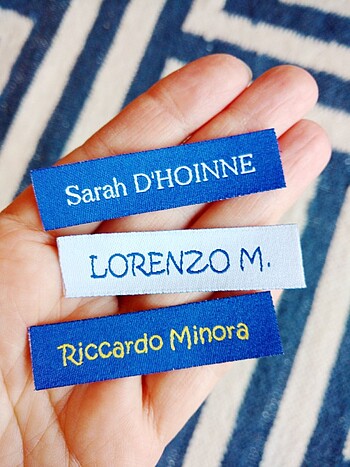 Sarah D'HOINNE
LORENZO M.
Riccardo Minora